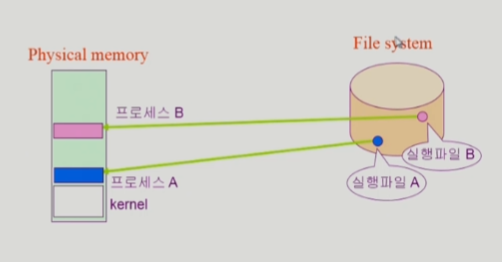 Physical memory
File system
프로세스 B
실행파일 B
프로세스 A
실행파일 A
kernel